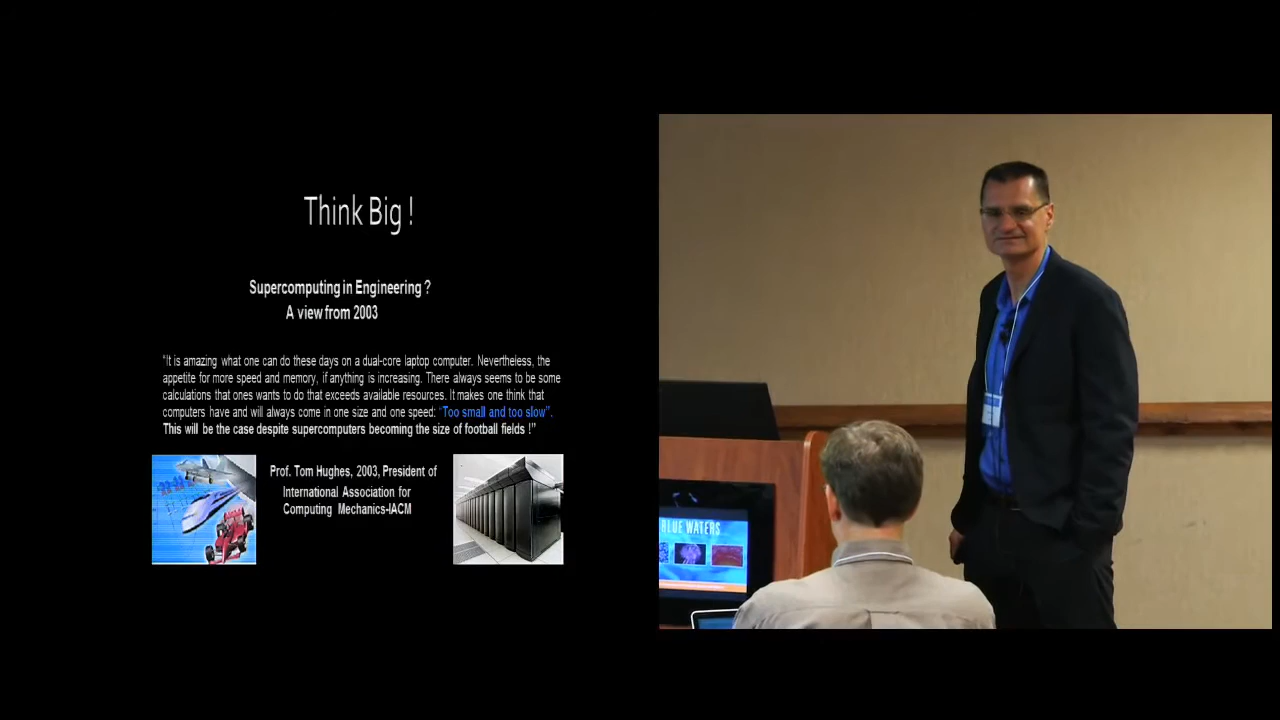 Think Big !
Supercomputing in Engineering ?
A view from 2003
"It is amazing what one can do these days on a dual-core laptop computer. Nevertheless, the
appetite for more speed and memory, if anything is increasing. There always seems to be some
calculations that ones wants to do that exceeds available resources. It makes one think that
computers have and will always come in one size and one speed: "Too small and too slow".
This will be the case despite supercomputers becoming the size of football fields !"
Prof. Tom Hughes, 2003, President of
International Association for
Computing Mechanics-IACM
BLUE WATERS